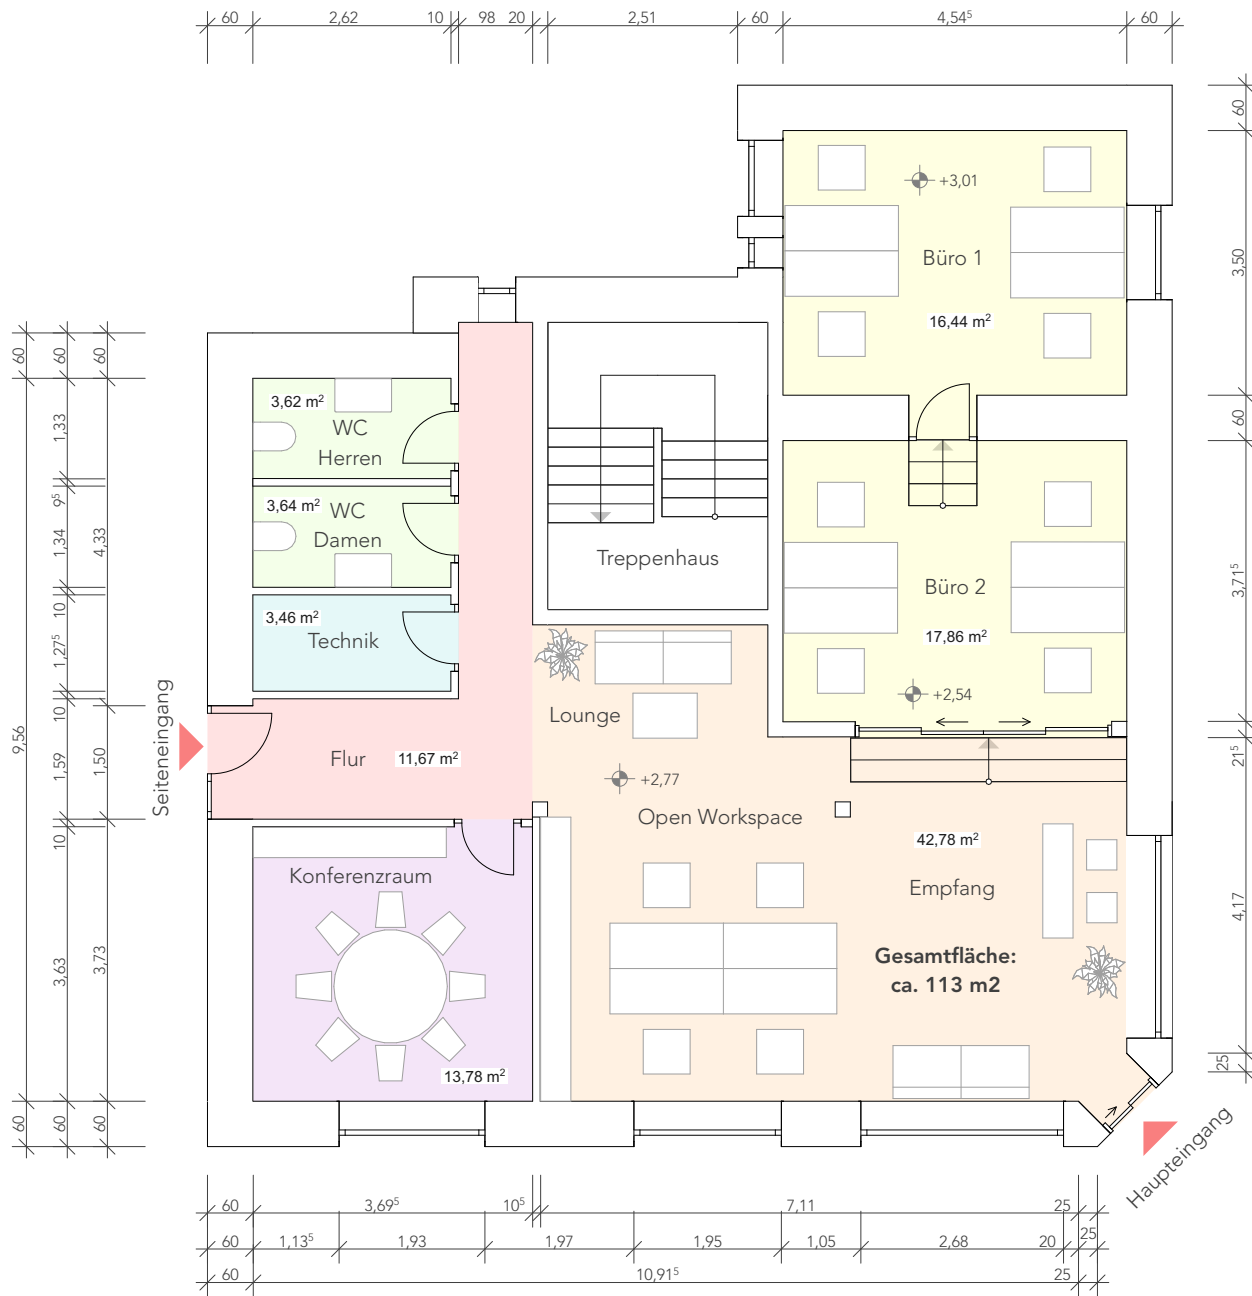 60 2,62 10 98 20 2,51 60 4,54⁵ 60
60
+3,01
Büro 1
3,50
16,44 m²
60 60 60
3,62 m²
WC
Herren
1,33
60
9⁵
3,64 m²
WC
Damen
1,34
4,33
Treppenhaus
Büro 2
3,71⁵
10
3,46 m²
Technik
17,86 m²
1,27⁵
+2,54
Lounge
10
Seiteneingang
9,56
1,59
1,50
Flur
11,67 m²
+2,77
21⁵
Open Workspace
42,78 m²
10
Konferenzraum
Empfang
4,17
3,63
3,73
Gesamtfläche:
ca. 113 m2
13,78 m²
25
60 60 60
Haupteingang
60 3,69⁵ 10⁵ 7,11 25
60 1,13⁵ 1,93 1,97 1,95 1,05 2,68 20 25
60 10,91⁵ 25